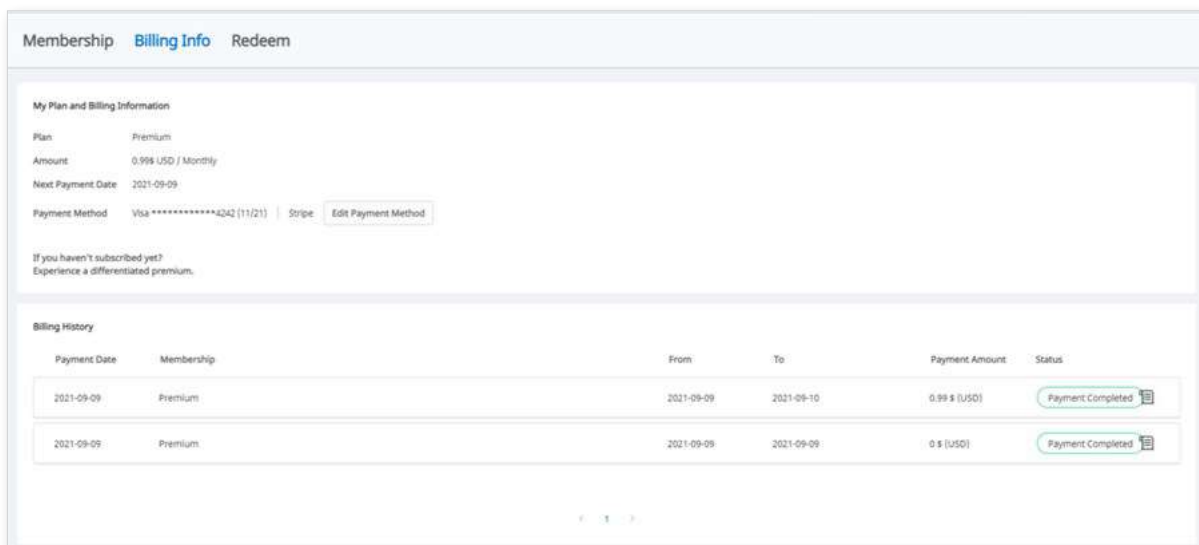 Membership Billing Info Redeem
My Plan and Billing Information
Plan Premium
Amount 0.99$ USD / Monthly
Next Payment Date 2021-09-09
Payment Method Visa ************4242 (11/21) | Stripe Edit Payment Method
If you haven't subscribed yet?
Experience a differentiated premium.
Billing History
Payment Date Membership From To Payment Amount Status
2021-09-09 Premium 2021-09-09 2021-09-10 0.99 $ (USD) Payment Completed
2021-09-09 Premium 2021-09-09 2021-09-09 0 $ (USD) Payment Completed
< 1 >